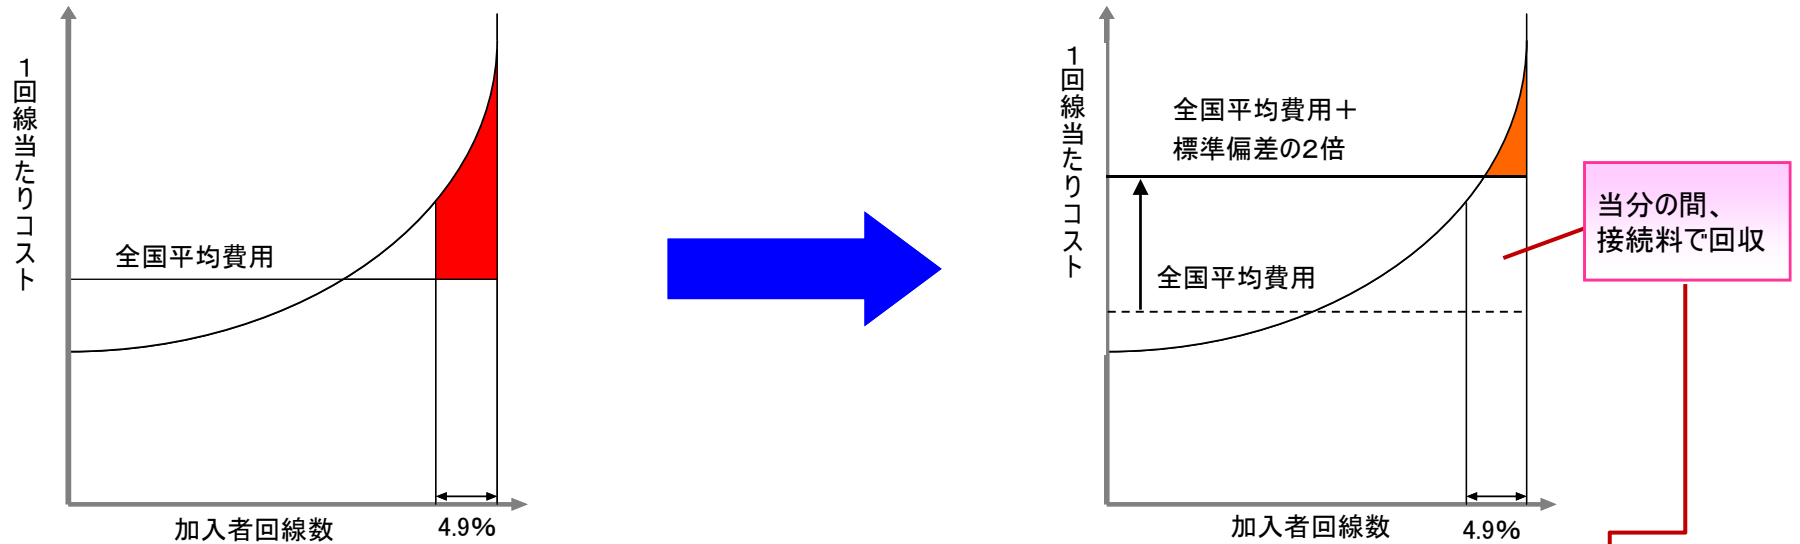 1回線当たりコスト
全国平均費用
加入者回線数
4.9%
1回線当たりコスト
全国平均費用＋
標準偏差の2倍
全国平均費用
当分の間、
接続料で回収
加入者回線数
4.9%